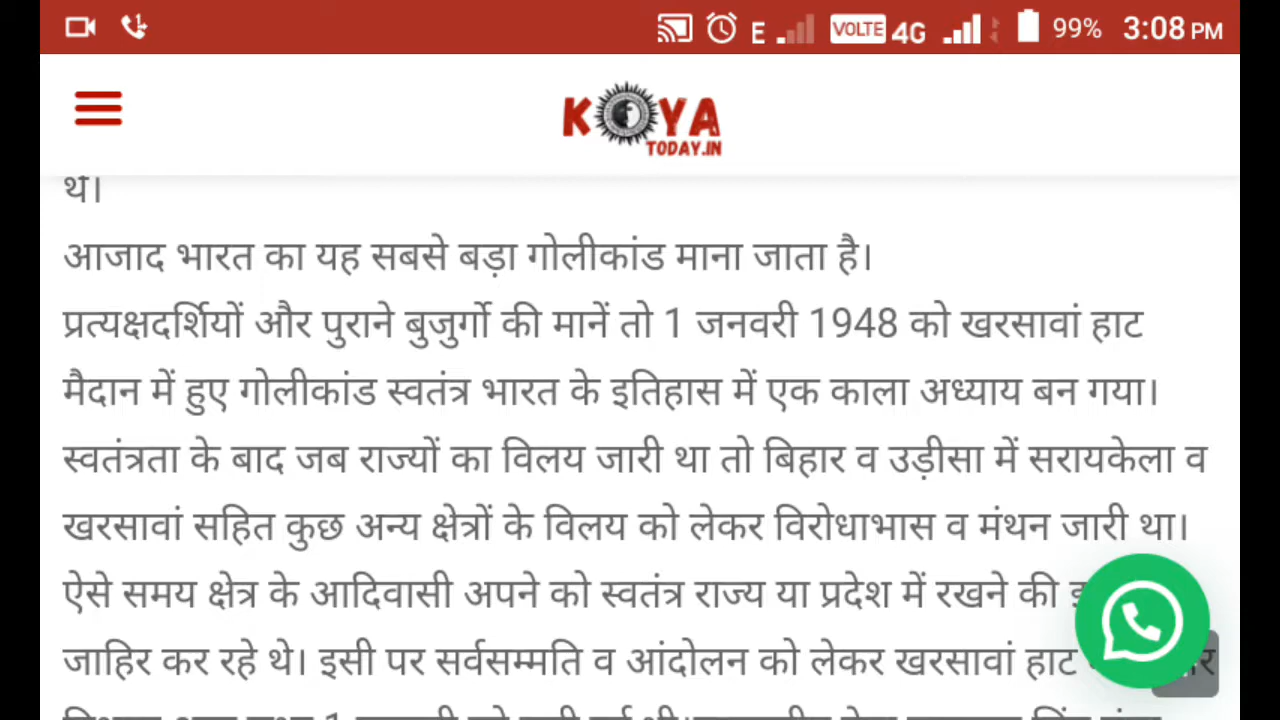 E VOLTE 4G 99% 3:08 PM
KOYA
TODAY.IN
थे।
आजाद भारत का यह सबसे बड़ा गोलीकांड माना जाता है।
प्रत्यक्षदर्शियों और पुराने बुजुर्गो की मानें तो 1 जनवरी 1948 को खरसावां हाट
मैदान में हुए गोलीकांड स्वतंत्र भारत के इतिहास में एक काला अध्याय बन गया।
स्वतंत्रता के बाद जब राज्यों का विलय जारी था तो बिहार व उड़ीसा में सरायकेला व
खरसावां सहित कुछ अन्य क्षेत्रों के विलय को लेकर विरोधाभास व मंथन जारी था।
ऐसे समय क्षेत्र के आदिवासी अपने को स्वतंत्र राज्य या प्रदेश में रखने की
जाहिर कर रहे थे। इसी पर सर्वसम्मति व आंदोलन को लेकर खरसावां हाट